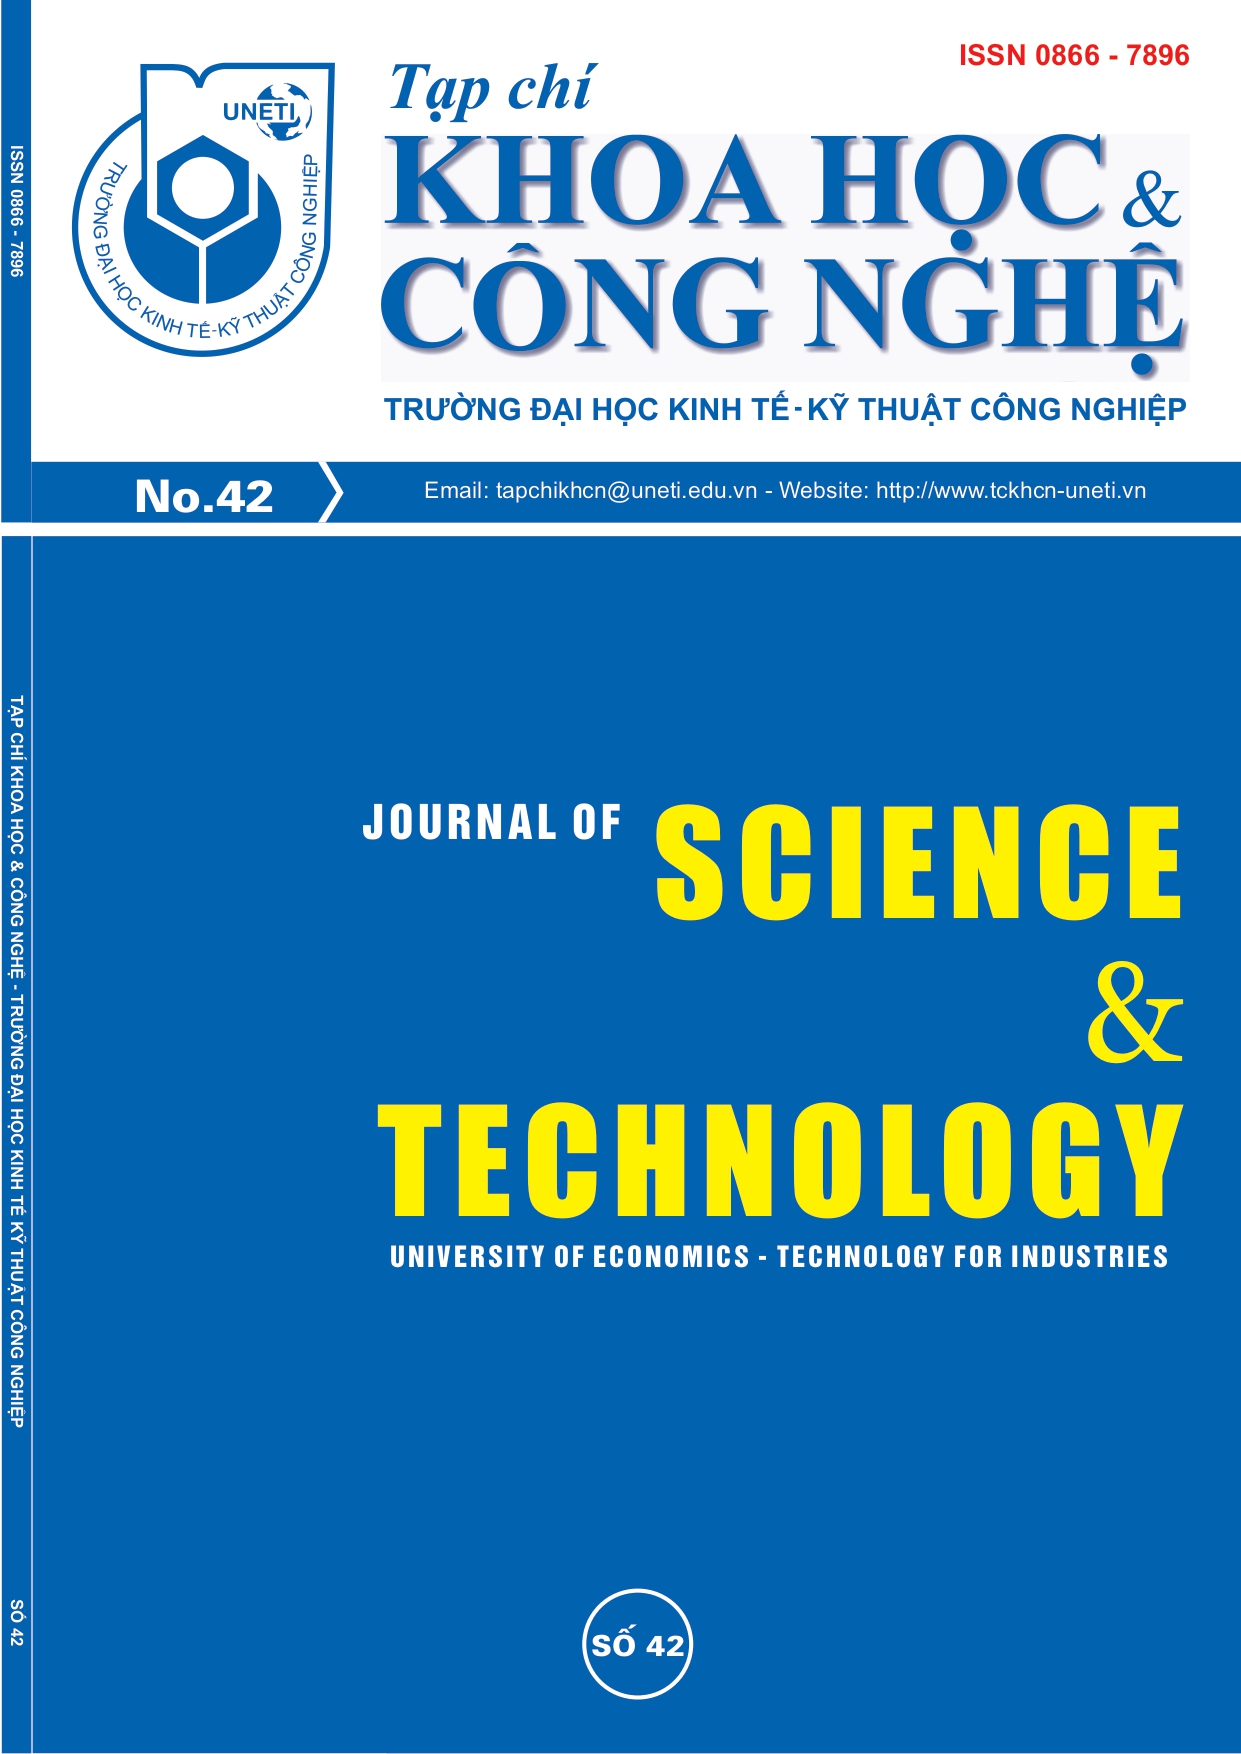 ISSN 0866 - 7896
Tạp chí
KHOA HỌC &
CÔNG NGHỆ
TRƯỜNG ĐẠI HỌC KINH TẾ - KỸ THUẬT CÔNG NGHIỆP
UNETI
TRƯỜNG ĐẠI HỌC KINH TẾ - KỸ THUẬT CÔNG NGHIỆP
No.42
Email: tapchikhcn@uneti.edu.vn - Website: http://www.tckhcn-uneti.vn
JOURNAL OF SCIENCE
&
TECHNOLOGY
UNIVERSITY OF ECONOMICS - TECHNOLOGY FOR INDUSTRIES
SỐ 42
ISSN 0866 - 7896
TẠP CHÍ KHOA HỌC & CÔNG NGHỆ - TRƯỜNG ĐẠI HỌC KINH TẾ KỸ THUẬT CÔNG NGHIỆP
SỐ 42